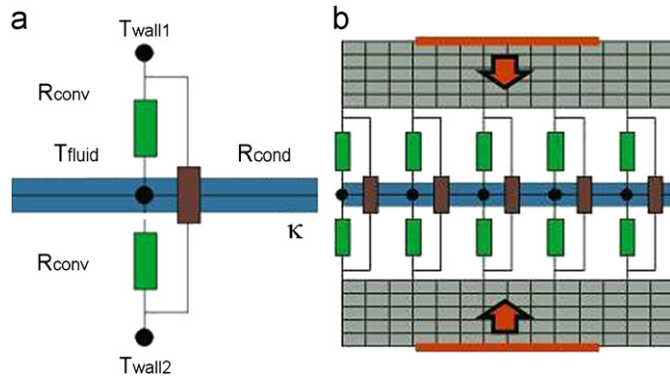 a
b
Twall1
Rconv
Tfluid
Rcond
κ
Rconv
Twall2